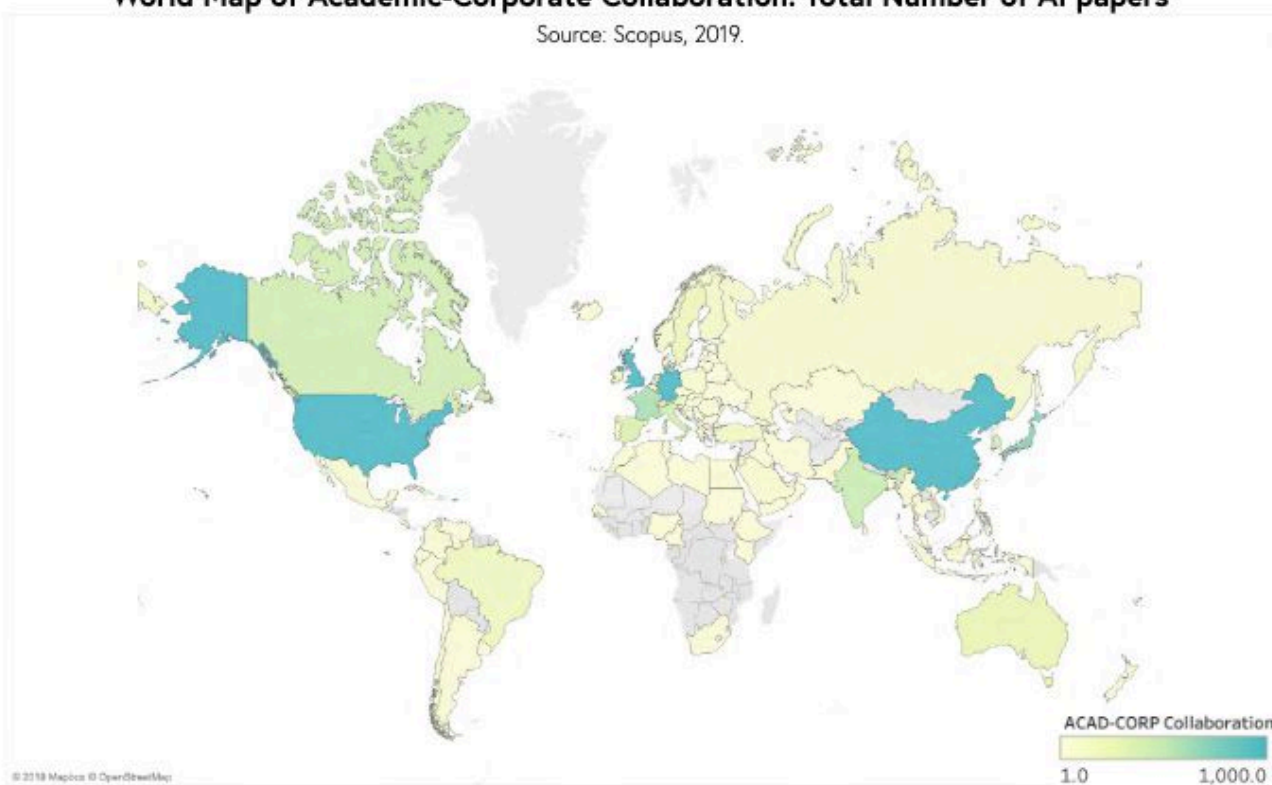 World Map of Academic-Corporate Collaboration: Total Number of AI papers
Source: Scopus, 2019.
ACAD-CORP Collaboration
1.0 1,000.0
© 2019 Mapbox © OpenStreetMap